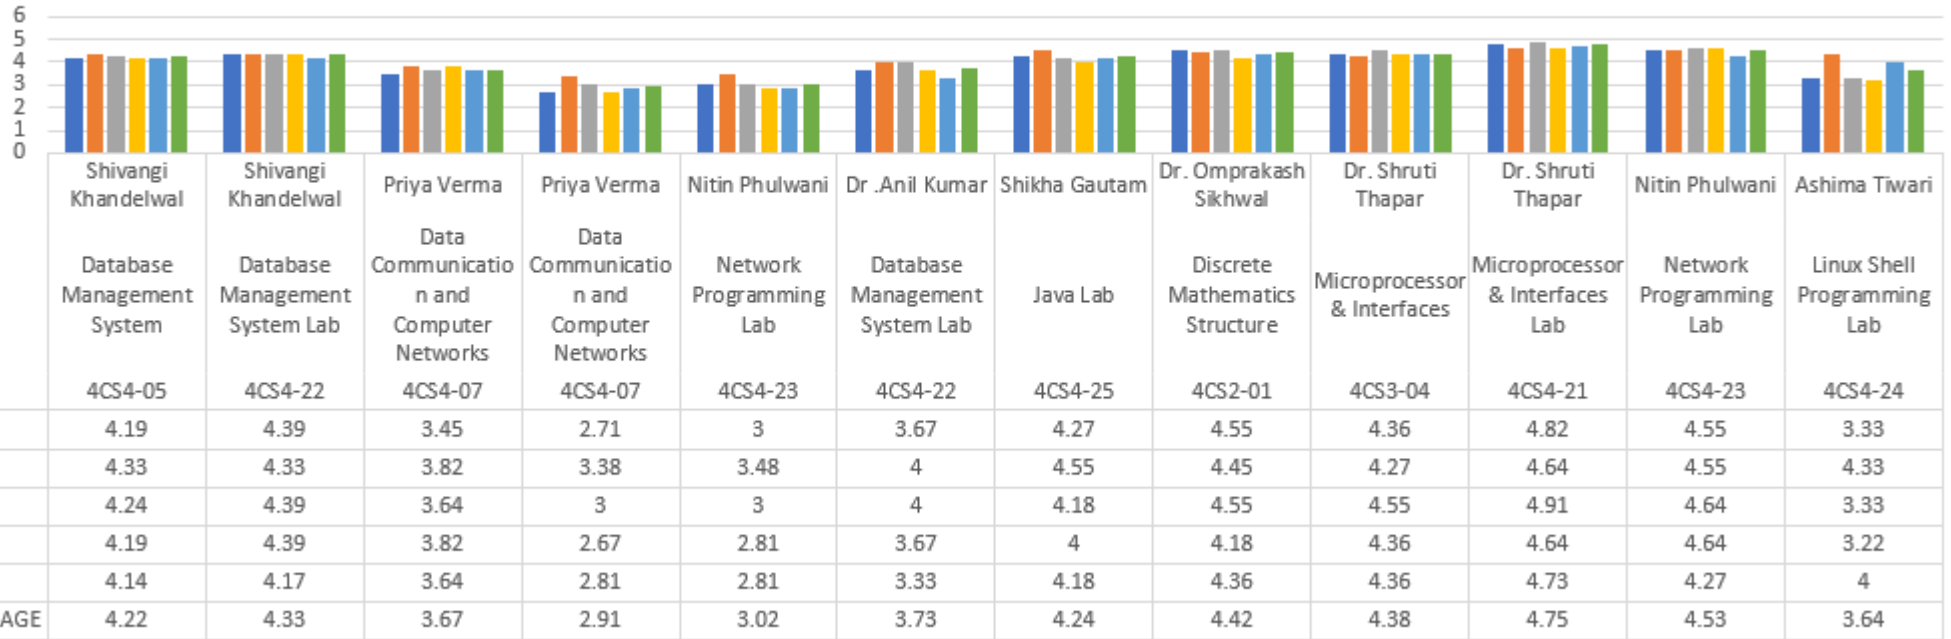 6
5
4
3
2
1
0
Shivangi Khandelwal Shivangi Khandelwal Priya Verma Priya Verma Nitin Phulwani Dr .Anil Kumar Shikha Gautam Dr. Omprakash Sikhwal Dr. Shruti Thapar Dr. Shruti Thapar Nitin Phulwani Ashima Tiwari
Database Management System Database Management System Lab Data Communicatio n and Computer Networks Data Communicatio n and Computer Networks Network Programming Lab Database Management System Lab Java Lab Discrete Mathematics Structure Microprocessor & Interfaces Microprocessor & Interfaces Lab Network Programming Lab Linux Shell Programming Lab
4CS4-05 4CS4-22 4CS4-07 4CS4-07 4CS4-23 4CS4-22 4CS4-25 4CS2-01 4CS3-04 4CS4-21 4CS4-23 4CS4-24
4.19 4.39 3.45 2.71 3 3.67 4.27 4.55 4.36 4.82 4.55 3.33
4.33 4.33 3.82 3.38 3.48 4 4.55 4.45 4.27 4.64 4.55 4.33
4.24 4.39 3.64 3 3 4 4.18 4.55 4.55 4.91 4.64 3.33
4.19 4.39 3.82 2.67 2.81 3.67 4 4.18 4.36 4.64 4.64 3.22
4.14 4.17 3.64 2.81 2.81 3.33 4.18 4.36 4.36 4.73 4.27 4
AGE 4.22 4.33 3.67 2.91 3.02 3.73 4.24 4.42 4.38 4.75 4.53 3.64